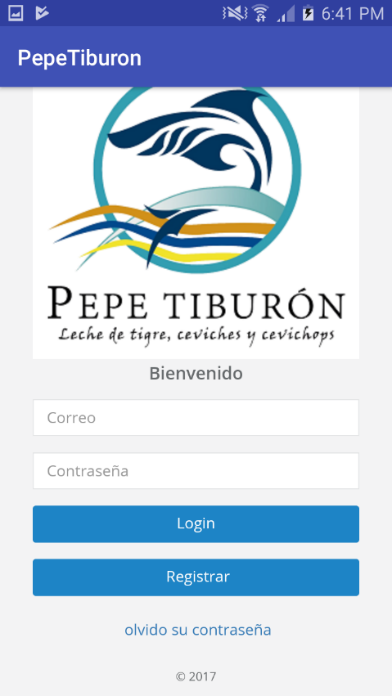 6:41 PM
PepeTiburon
PEPE TIBURÓN
Leche de tigre, ceviches y cevichops
Bienvenido
Correo
Contraseña
Login
Registrar
olvido su contraseña
© 2017